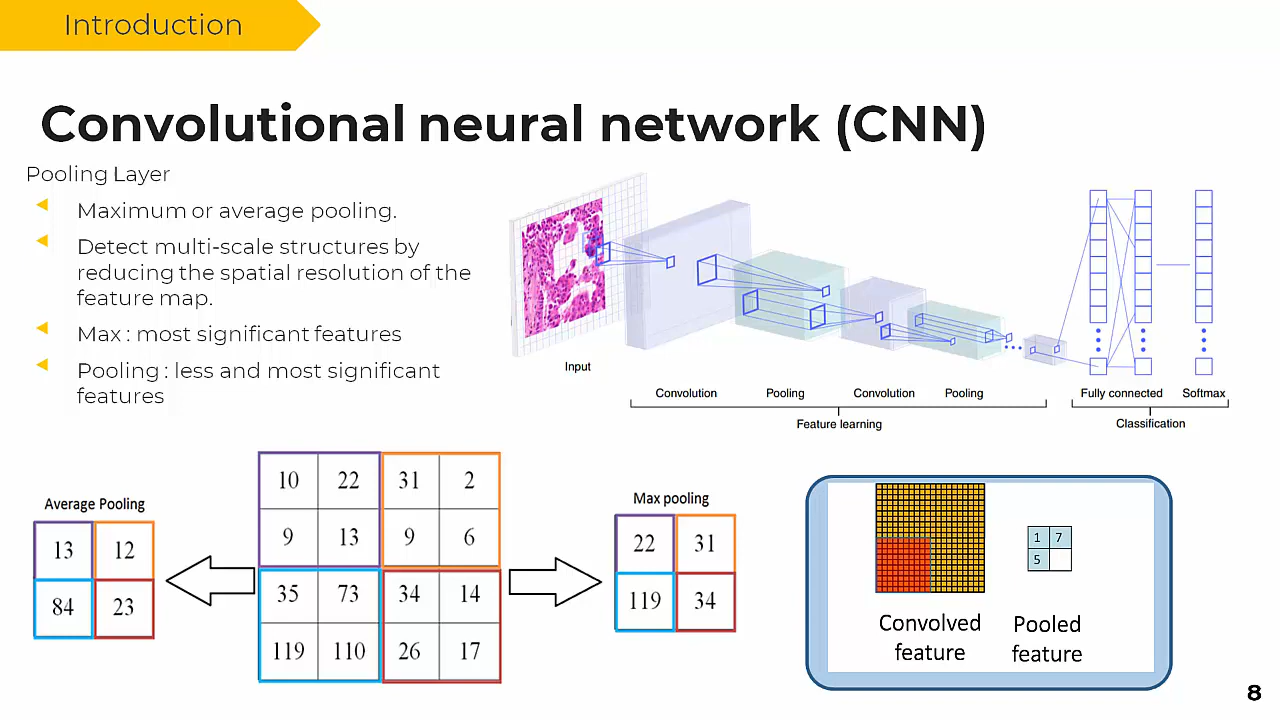 Introduction
Convolutional neural network (CNN)
Pooling Layer
Maximum or average pooling.
Detect multi-scale structures by
reducing the spatial resolution of the
feature map.
Max : most significant features
Pooling : less and most significant
features
Input
Convolution Pooling Convolution Pooling
Feature learning
Fully connected Softmax
Classification
Average Pooling
13 12
84 23
10 22 31 2
9 13 9 6
35 73 34 14
119 110 26 17
Max pooling
22 31
119 34
1 7
5
Convolved
feature
Pooled
feature
8